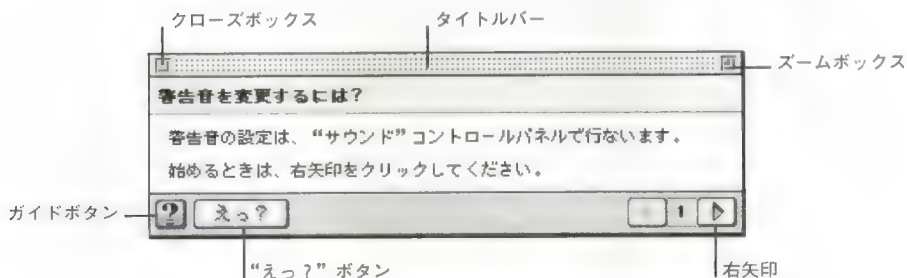 クローズボックス
タイトルバー
ズームボックス
警告音を変更するには?
警告音の設定は、“サウンド”コントロールパネルで行ないます。
始めるときは、右矢印をクリックしてください。
ガイドボタン
?
えっ?
1
“えっ?”ボタン
右矢印